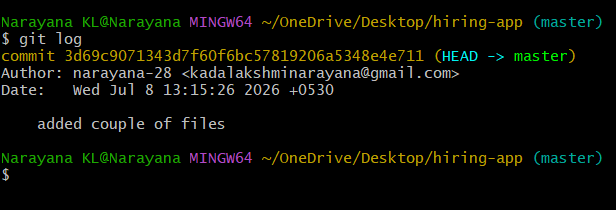 Narayana KL@Narayana MINGW64 ~/OneDrive/Desktop/hiring-app (master)
$ git log
commit 3d69c9071343d7f60f6bc57819206a5348e4e711 (HEAD -> master)
Author: narayana-28 <kadalakshminarayana@gmail.com>
Date:   Wed Jul 8 13:15:26 2026 +0530

    added couple of files

Narayana KL@Narayana MINGW64 ~/OneDrive/Desktop/hiring-app (master)
$